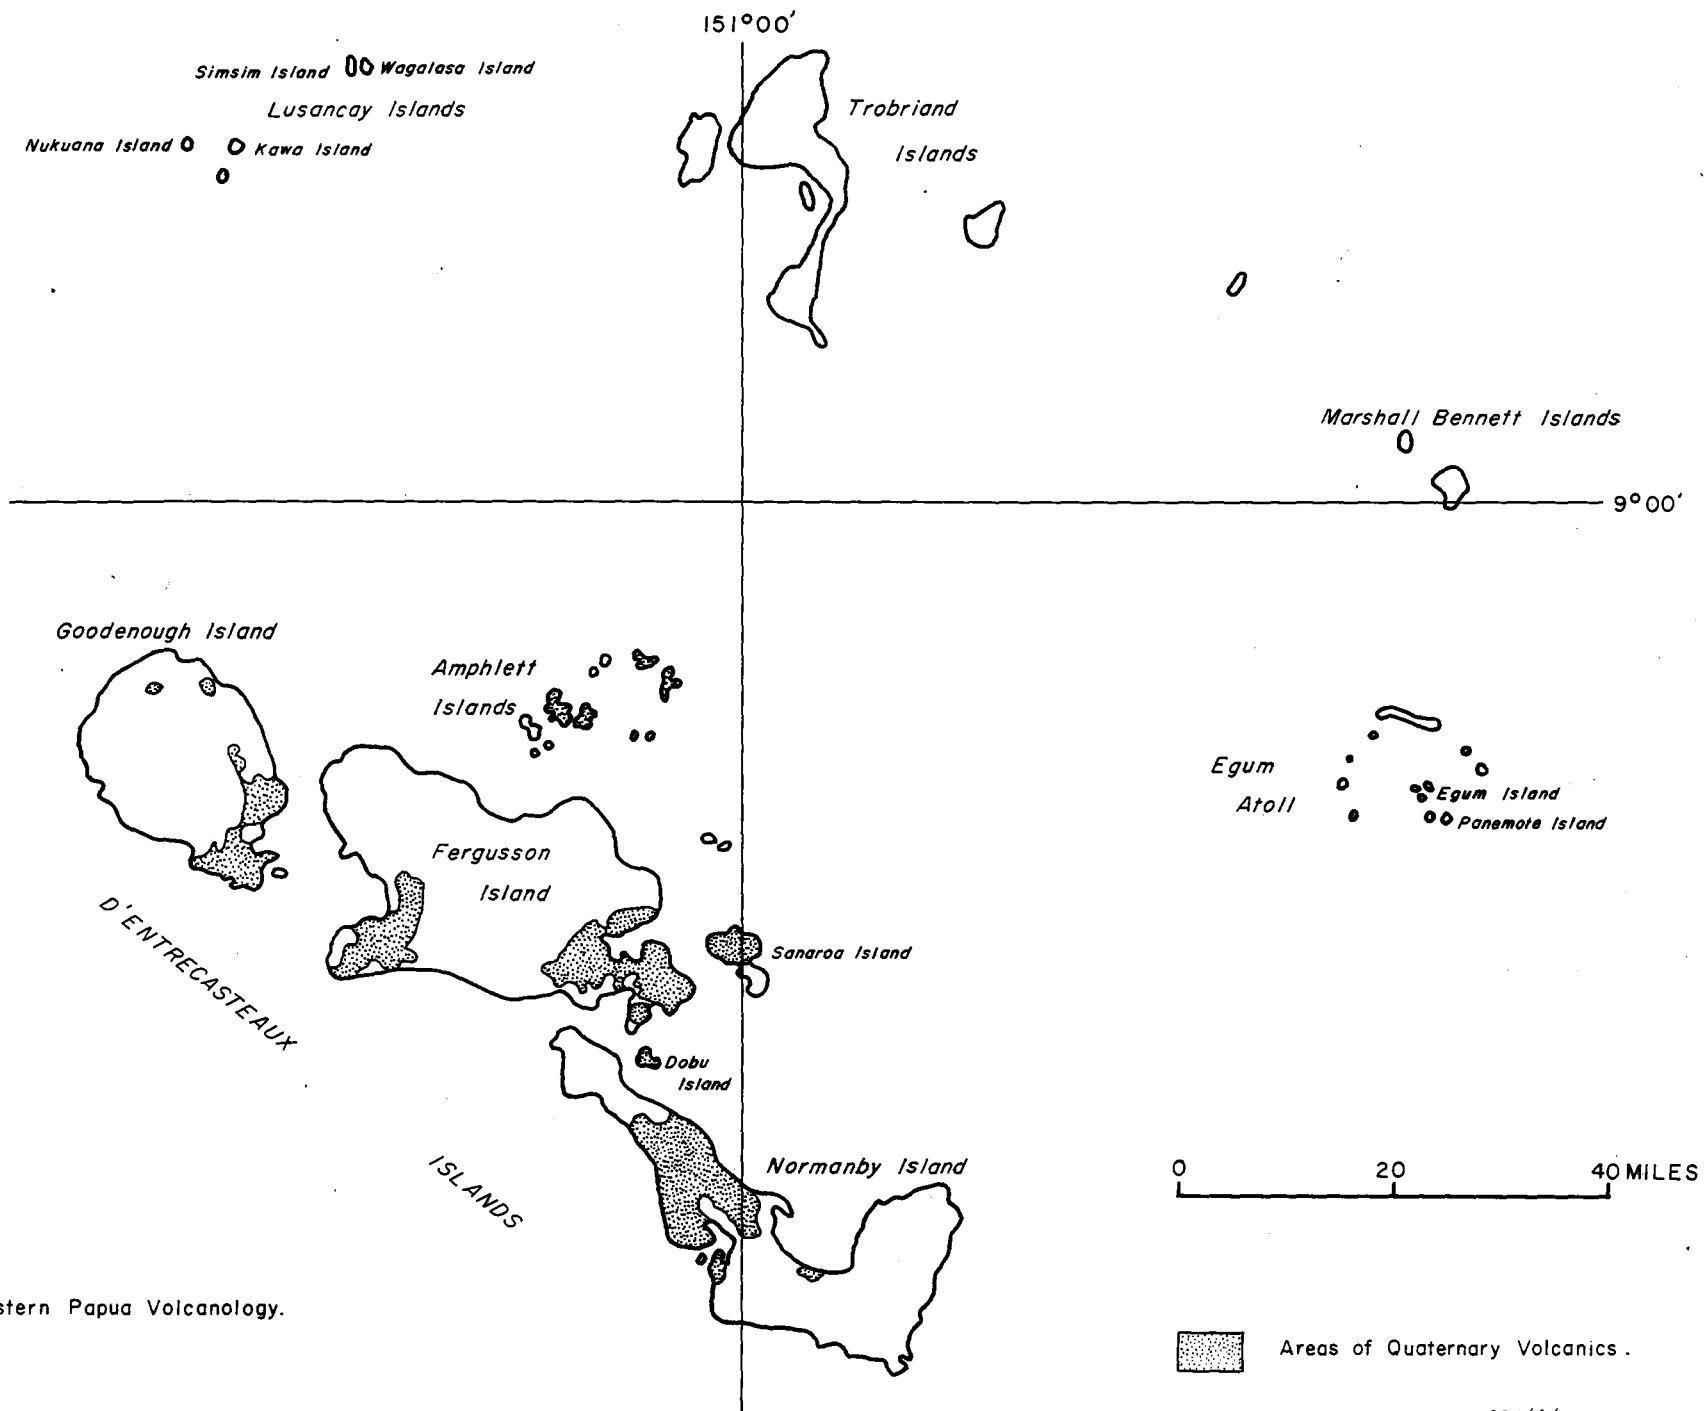 151°00'
Simsim Island
Wagalasa Island
Lusancay Islands
Nukuana Island
Kawa Island
Trobriand
Islands
Marshall Bennett Islands
9°00'
Goodenough Island
Amphlett
Islands
Egum
Atoll
Egum Island
Panemote Island
Fergusson
Island
Sanaroa Island
D'ENTRECASTEAUX
ISLANDS
Dobu
Island
Normanby Island
0 20 40 MILES
stern Papua Volcanology.
Areas of Quaternary Volcanics.